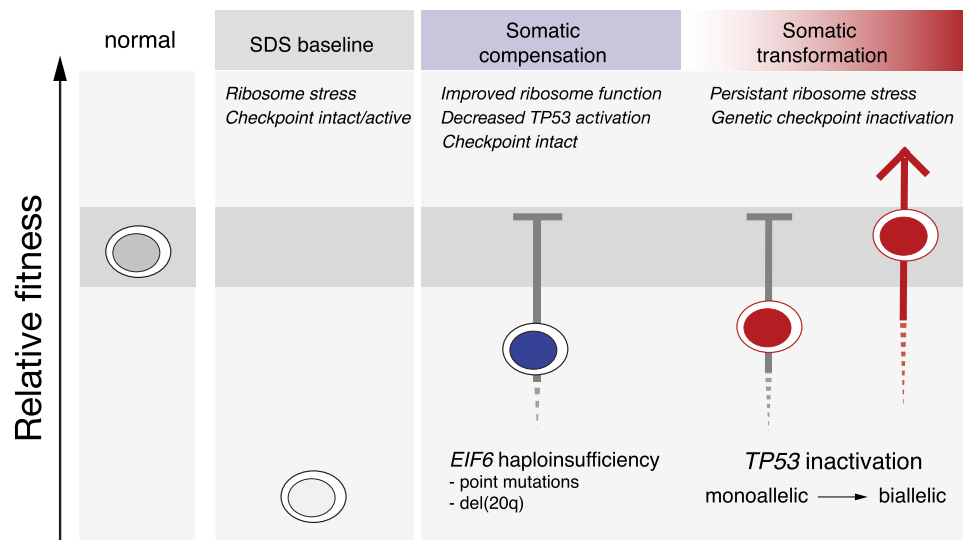 normal
SDS baseline
Somatic
compensation
Somatic
transformation
Ribosome stress
Checkpoint intact/active
Improved ribosome function
Decreased TP53 activation
Checkpoint intact
Persistant ribosome stress
Genetic checkpoint inactivation
Relative fitness
EIF6 haploinsufficiency
- point mutations
- del(20q)
TP53 inactivation
monoallelic
biallelic